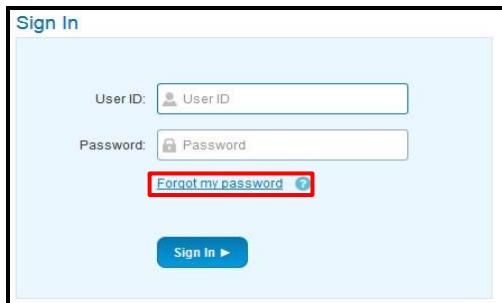 Sign In
User ID: User ID
Password: Password
Forgot my password ?
Sign In ►